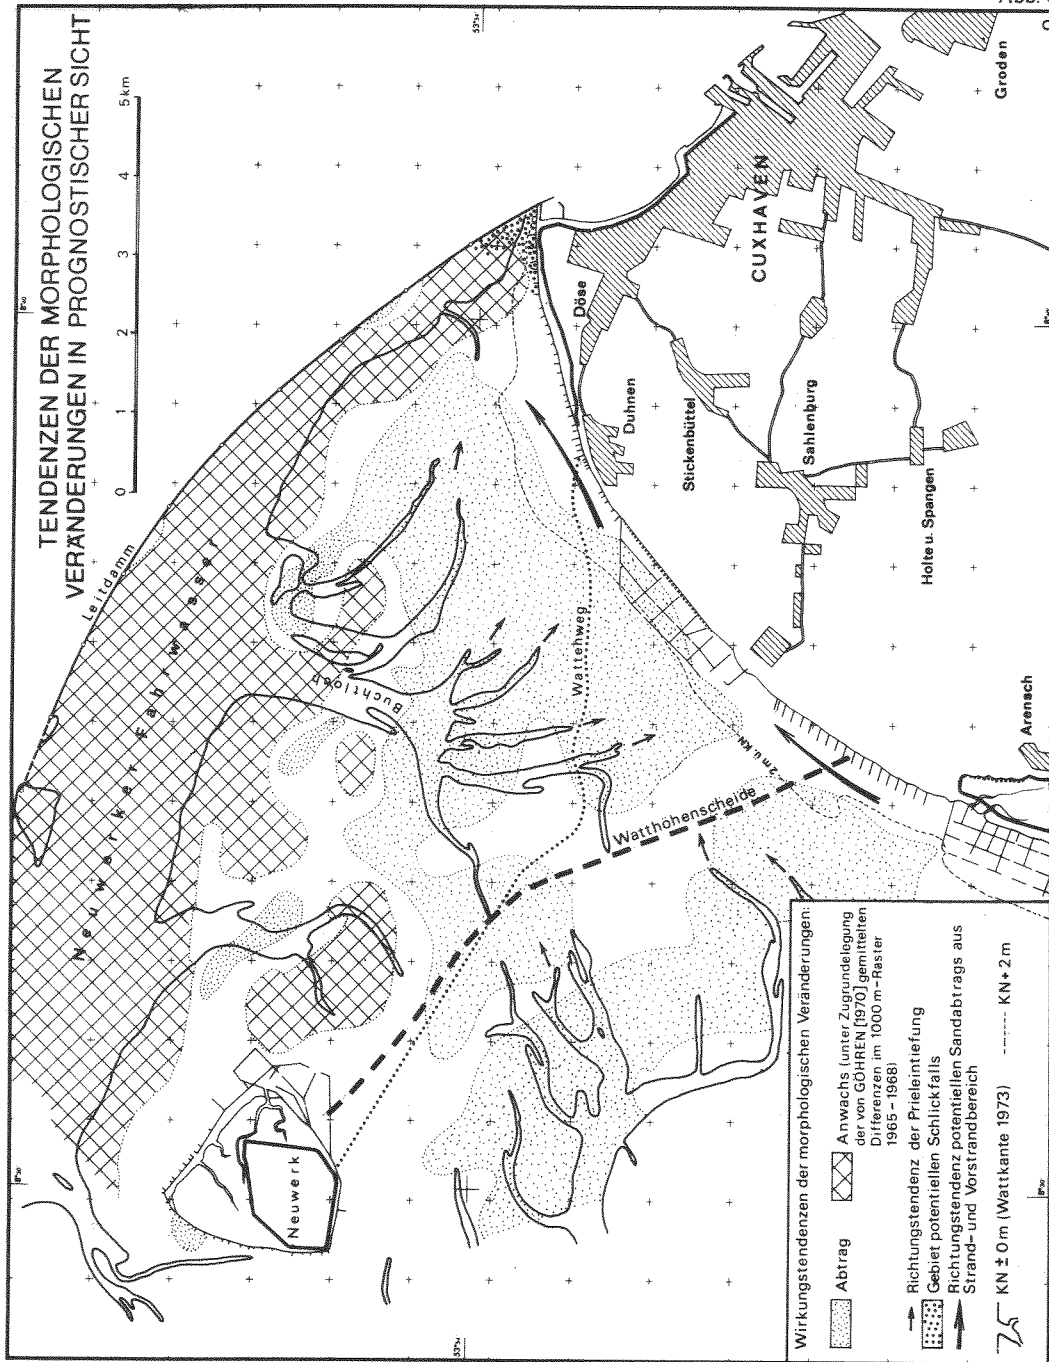 TENDENZEN DER MORPHOLOGISCHEN
VERÄNDERUNGEN IN PROGNOSTISCHER SICHT
0 1 2 3 4 5 km
Leitdamm
Neuwerker Fahrwasser
Buchtloch
Wattenweg
Watthöhenscheide
2m ü. KN
Neuwerk
Döse
Duhnen
CUXHAVEN
Groden
Stickenbüttel
Sahlenburg
Holte u. Spangen
Arensch
Wirkungstendenzen der morphologischen Veränderungen:
Abtrag
Anwachs (unter Zugrundelegung
der von GÖHREN [1970] gemittelten
Differenzen im 1000 m-Raster
1965-1968)
Richtungstendenz der Prieleintiefung
Gebiet potentiellen Schlickfalls
Richtungstendenz potentiellen Sandabtrags aus
Strand- und Vorstrandbereich
KN ± 0 m (Wattkante 1973) ------ KN + 2 m